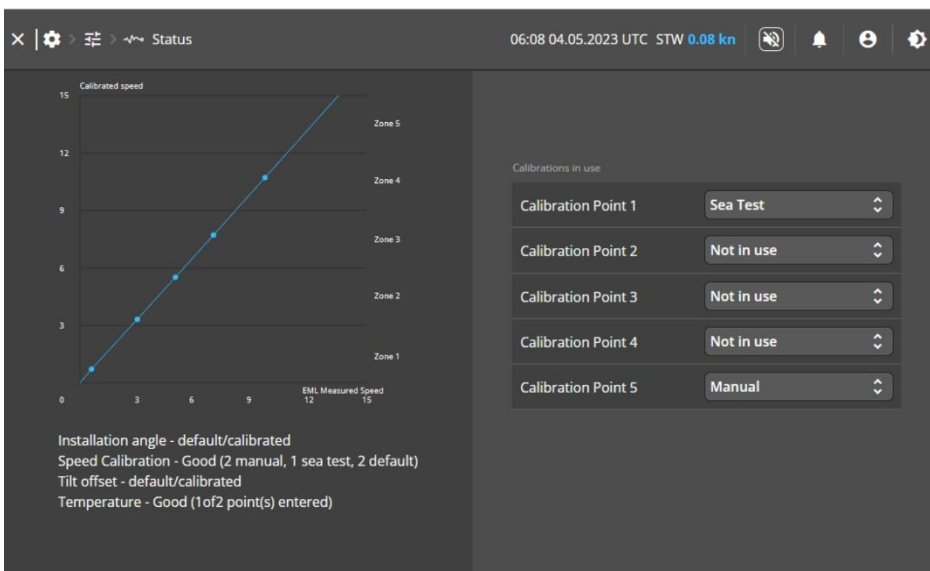 Status
06:08 04.05.2023 UTC STW 0.08 kn
Calibrated speed
15
Zone 5
12
Zone 4
9
Zone 3
6
Zone 2
3
Zone 1
EML Measured Speed
0 3 6 9 12 15
Installation angle - default/calibrated
Speed Calibration - Good (2 manual, 1 sea test, 2 default)
Tilt offset - default/calibrated
Temperature - Good (1of2 point(s) entered)
Calibrations in use
Calibration Point 1 Sea Test
Calibration Point 2 Not in use
Calibration Point 3 Not in use
Calibration Point 4 Not in use
Calibration Point 5 Manual